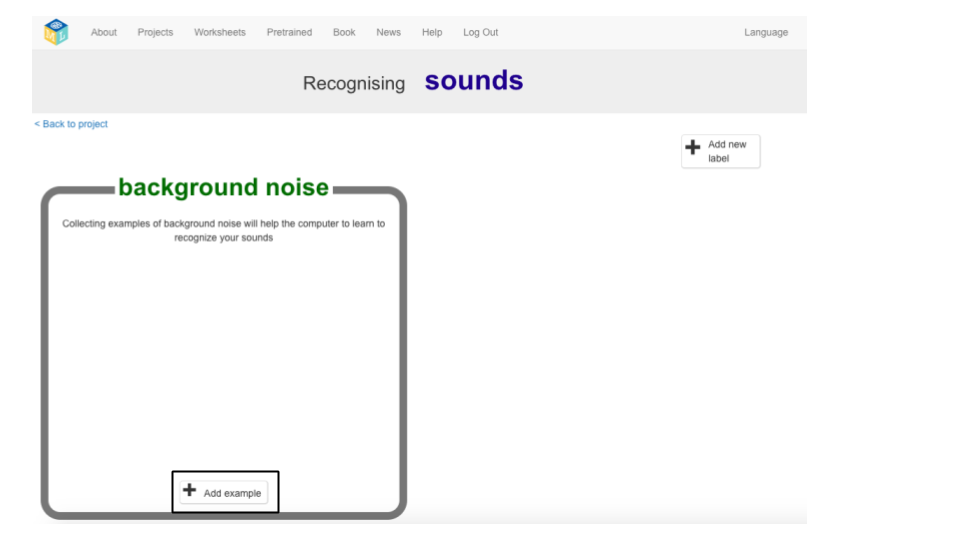 About Projects Worksheets Pretrained Book News Help Log Out Language
Recognising sounds
< Back to project
Add new
label
background noise
Collecting examples of background noise will help the computer to learn to
recognize your sounds
Add example